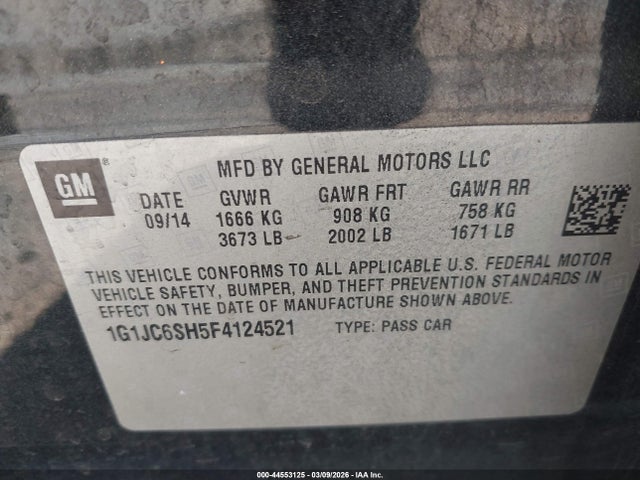 GM ®
MFD BY GENERAL MOTORS LLC
DATE GVWR GAWR FRT GAWR RR
09/14 1666 KG 908 KG 758 KG
3673 LB 2002 LB 1671 LB
THIS VEHICLE CONFORMS TO ALL APPLICABLE U.S. FEDERAL MOTOR
VEHICLE SAFETY, BUMPER, AND THEFT PREVENTION STANDARDS IN
EFFECT ON THE DATE OF MANUFACTURE SHOWN ABOVE.
1G1JC6SH5F4124521 TYPE: PASS CAR
000-44553125 - 03/09/2026 - IAA Inc.